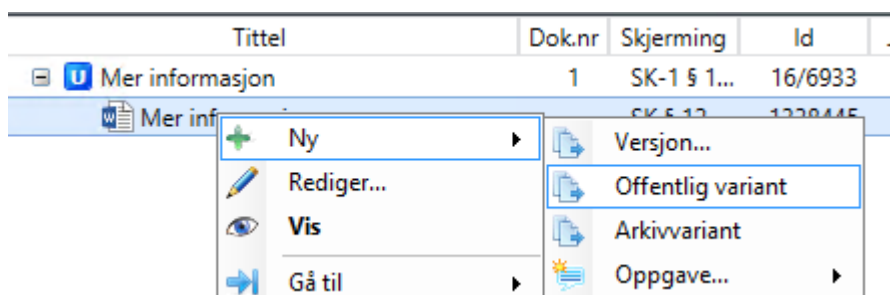 Tittel Dok.nr Skjerming Id
U Mer informasjon 1 SK-1 § 1... 16/6933
Mer inf
Ny Versjon...
Rediger... Offentlig variant
Vis Arkivvariant
Gå til Oppgave...